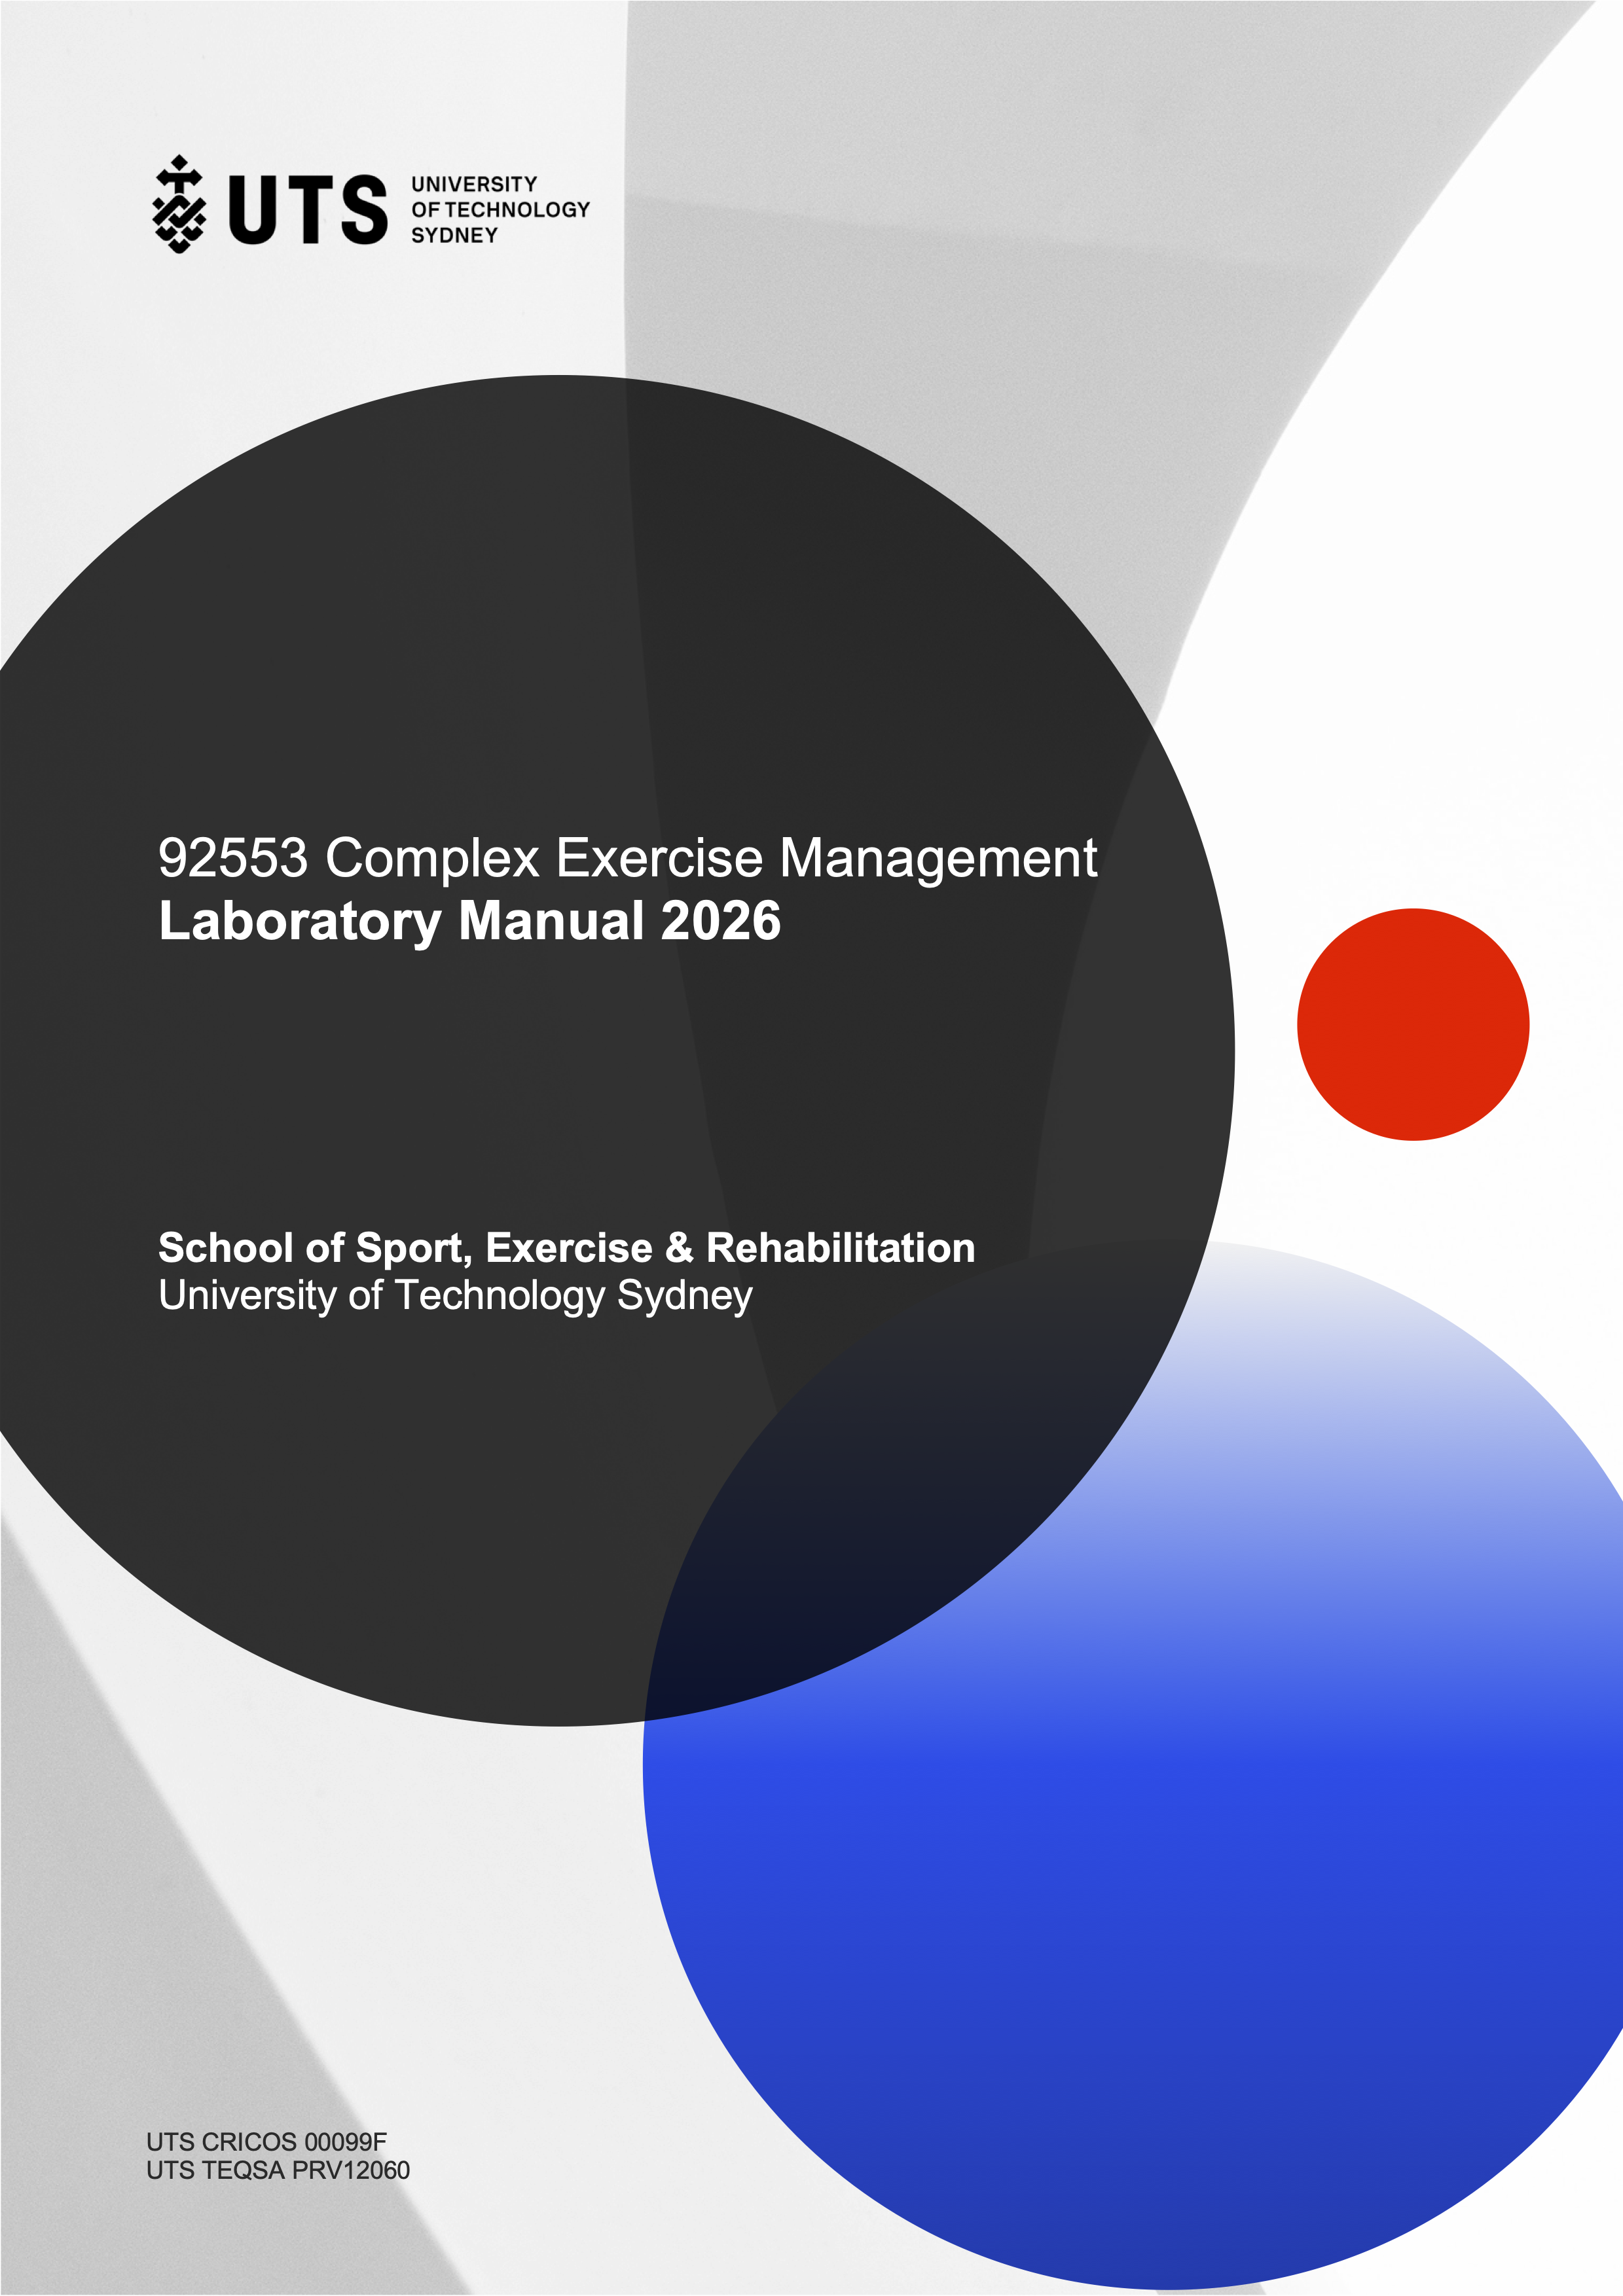 UTS
UNIVERSITY
OF TECHNOLOGY
SYDNEY
92553 Complex Exercise Management
Laboratory Manual 2026
School of Sport, Exercise & Rehabilitation
University of Technology Sydney
UTS CRICOS 00099F
UTS TEQSA PRV12060